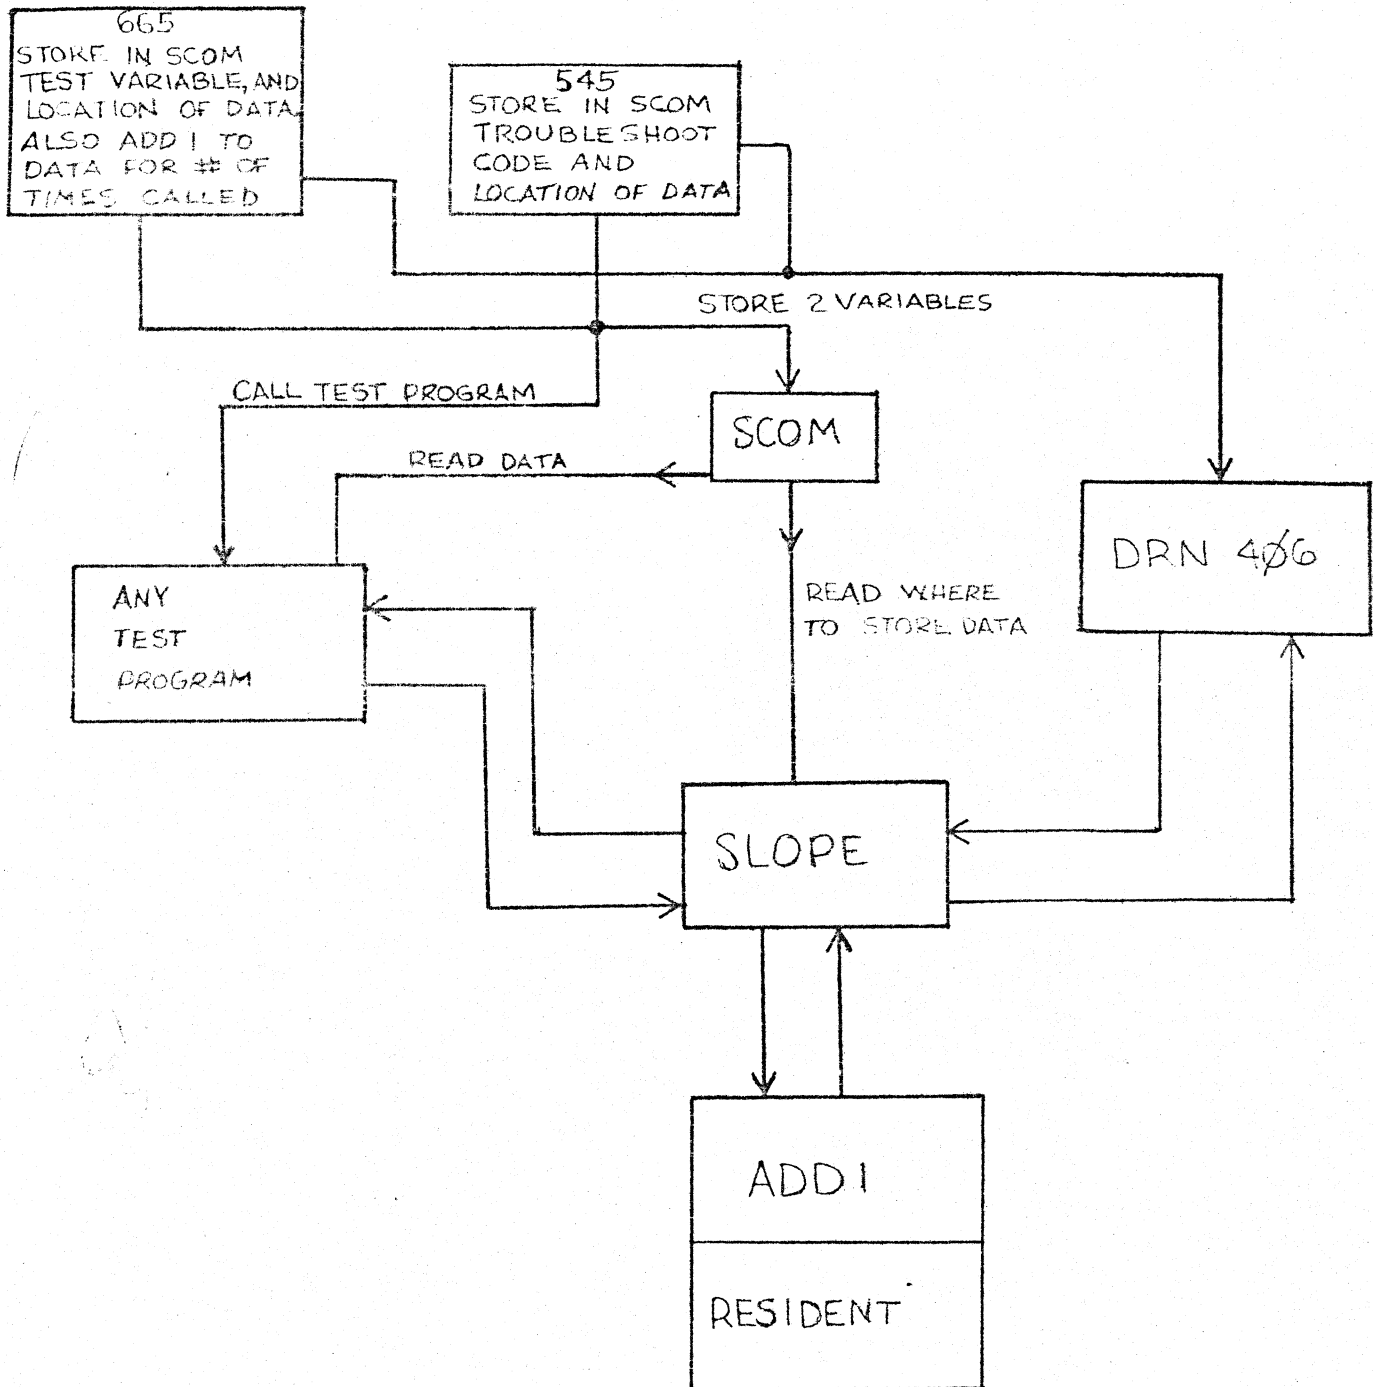 665
STORE IN SCOM
TEST VARIABLE, AND
LOCATION OF DATA.
ALSO ADD 1 TO
DATA FOR # OF
TIMES CALLED
545
STORE IN SCOM
TROUBLESHOOT
CODE AND
LOCATION OF DATA
STORE 2 VARIABLES
CALL TEST PROGRAM
SCOM
READ DATA
DRN 4Ø6
ANY
TEST
PROGRAM
READ WHERE
TO STORE DATA
SLOPE
ADD1
RESIDENT